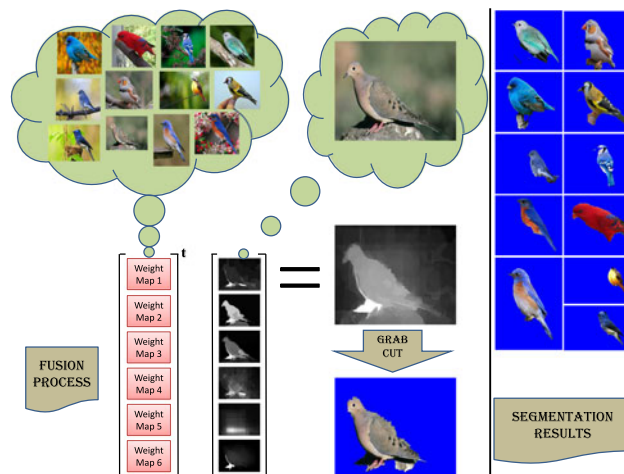 t
Weight
Map 1
Weight
Map 2
Weight
Map 3
Weight
Map 4
Weight
Map 5
Weight
Map 6
FUSION
PROCESS
GRAB
CUT
SEGMENTATION
RESULTS